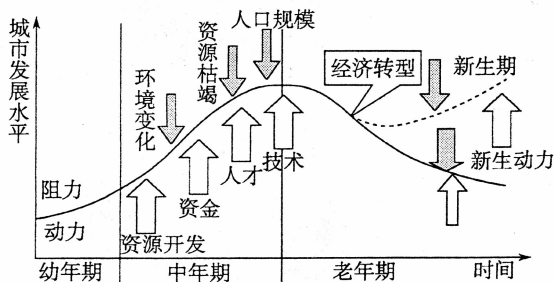 城市发展水平
人口规模
资源枯竭
环境变化
经济转型
新生期
阻力
动力
资源开发
资金
人才
技术
新生动力
幼年期
中年期
老年期
时间